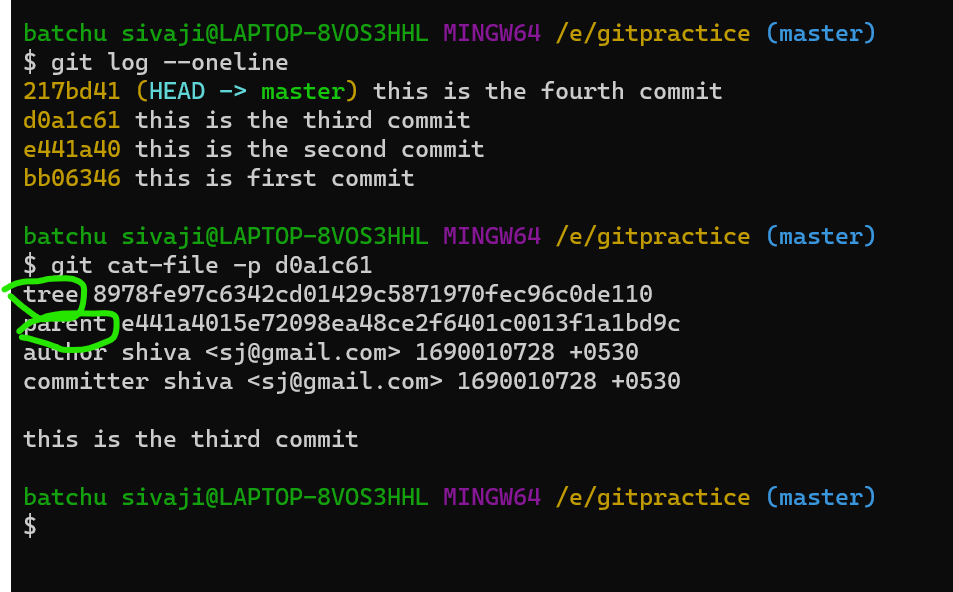 batchu sivaji@LAPTOP-8VOS3HHL MINGW64 /e/gitpractice (master)
$ git log --oneline
217bd41 (HEAD -> master) this is the fourth commit
d0a1c61 this is the third commit
e441a40 this is the second commit
bb06346 this is first commit
batchu sivaji@LAPTOP-8VOS3HHL MINGW64 /e/gitpractice (master)
$ git cat-file -p d0a1c61
tree 8978fe97c6342cd01429c5871970fec96c0de110
parent e441a4015e72098ea48ce2f6401c0013f1a1bd9c
author shiva <sj@gmail.com> 1690010728 +0530
committer shiva <sj@gmail.com> 1690010728 +0530
this is the third commit
batchu sivaji@LAPTOP-8VOS3HHL MINGW64 /e/gitpractice (master)
$